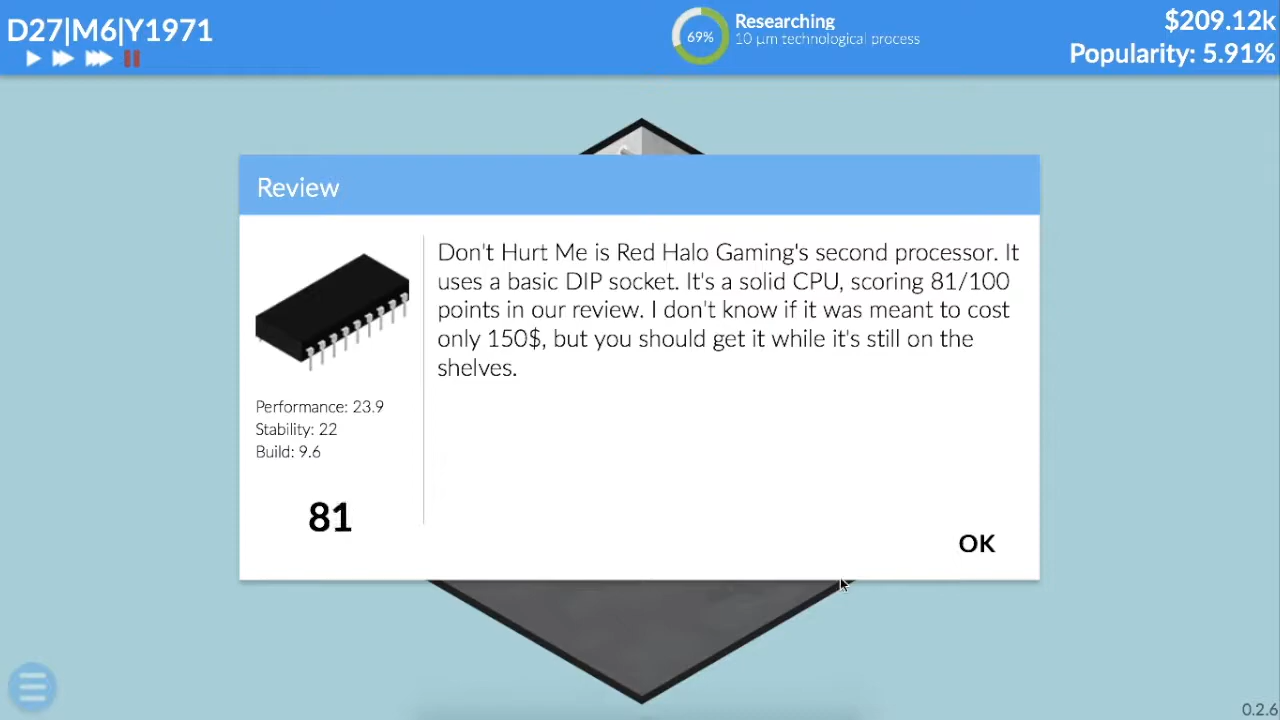 D27|M6|Y1971
69%
Researching
10 µm technological process
$209.12k
Popularity: 5.91%
Review
Don't Hurt Me is Red Halo Gaming's second processor. It
uses a basic DIP socket. It's a solid CPU, scoring 81/100
points in our review. I don't know if it was meant to cost
only 150$, but you should get it while it's still on the
shelves.
Performance: 23.9
Stability: 22
Build: 9.6
81
OK
0.2.6